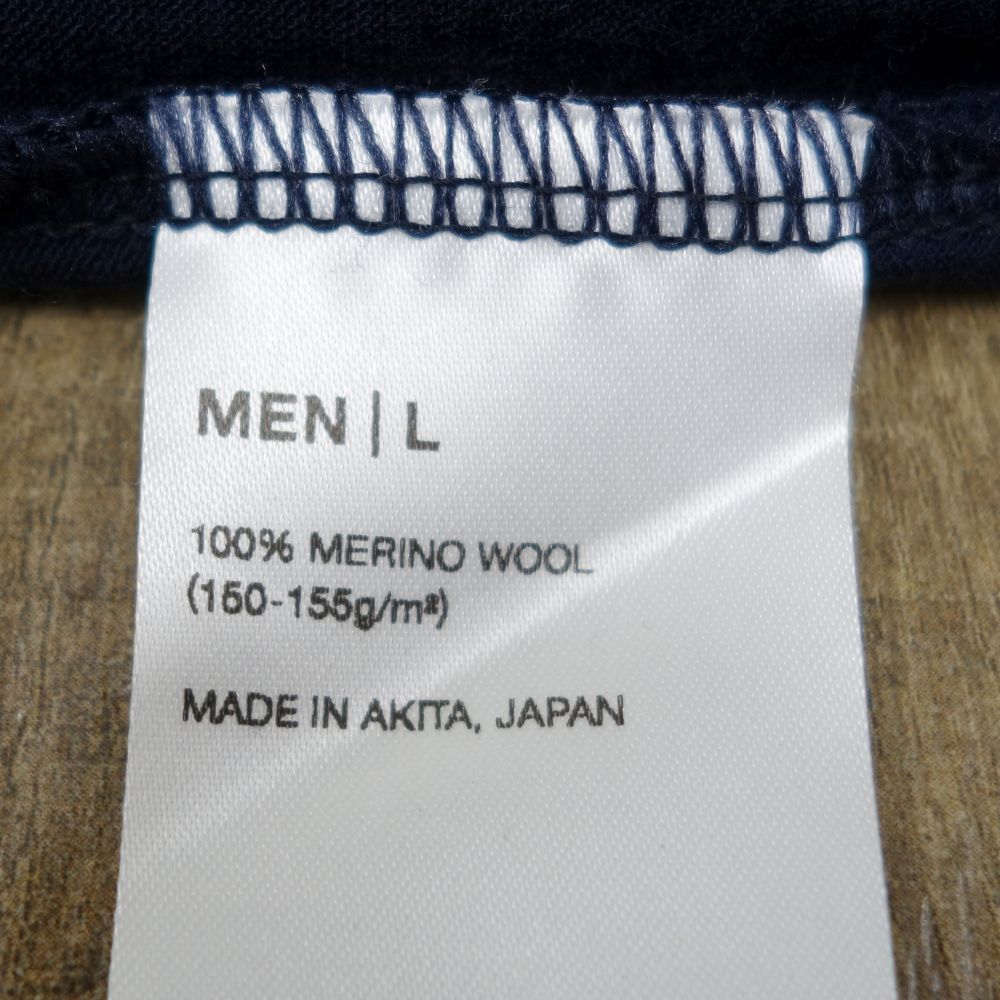 MEN | L
100% MERINO WOOL
(150-155g/m²)
MADE IN AKITA, JAPAN